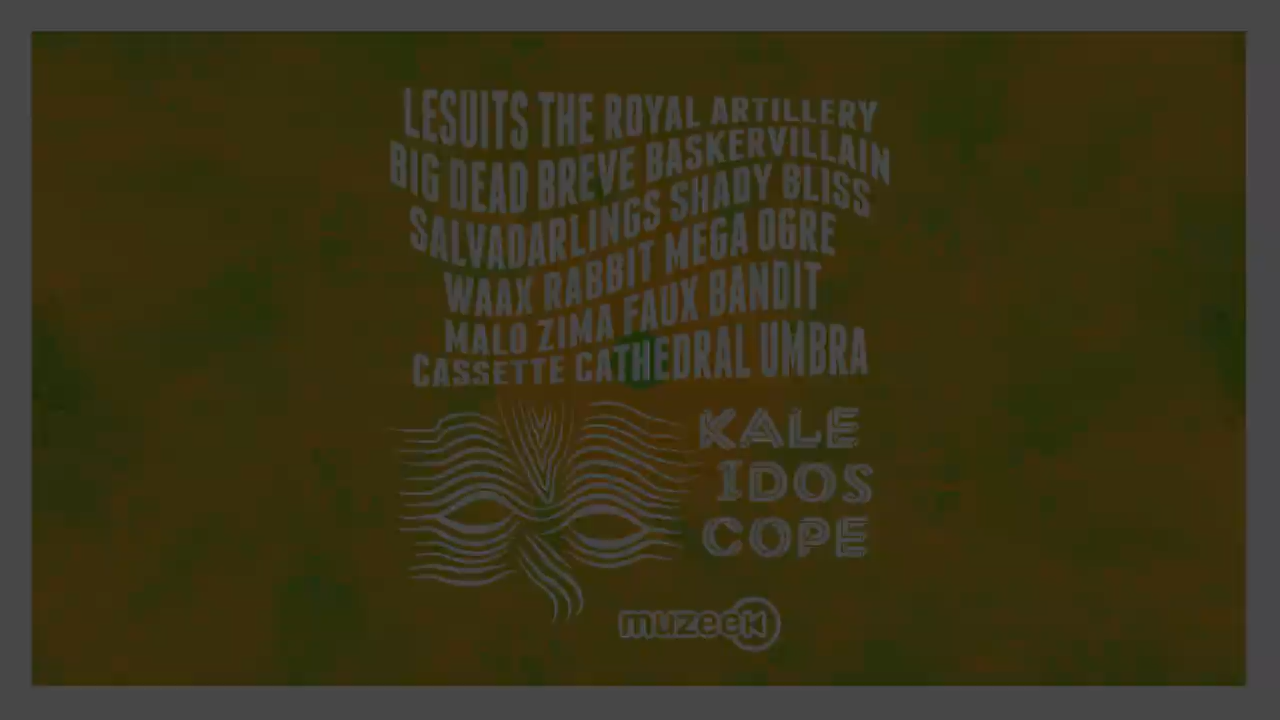 LESUITS THE ROYAL ARTILLERY
BIG DEAD BREVE BASKERVILLAIN
SALVADARLINGS SHADY BLISS
WAAX RABBIT MEGA OGRE
MALO ZIMA FAUX BANDIT
CASSETTE CATHEDRAL UMBRA
KALE
IDOS
COPE
muzeek